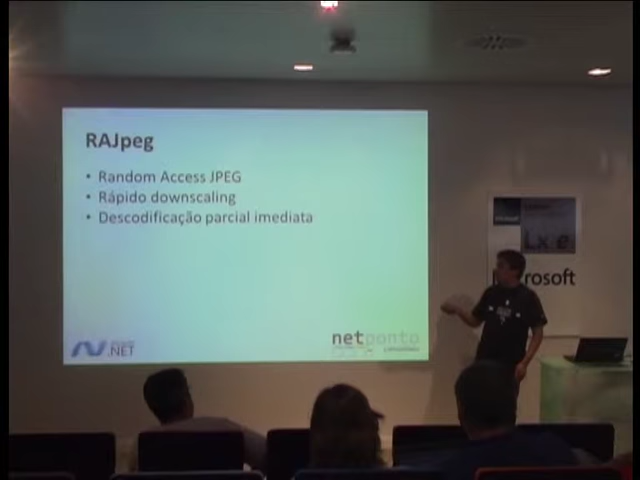 RAJpeg
• Random Access JPEG
• Rápido downscaling
• Descodificação parcial imediata
.NET
netponto
rosoft